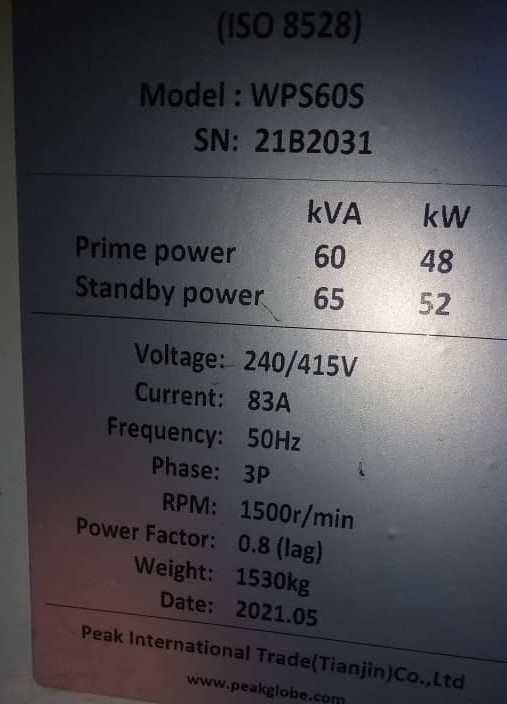 (ISO 8528)
Model : WPS60S
SN: 21B2031
kVA kW
Prime power 60 48
Standby power 65 52
Voltage: 240/415V
Current: 83A
Frequency: 50Hz
Phase: 3P
RPM: 1500r/min
Power Factor: 0.8 (lag)
Weight: 1530kg
Date: 2021.05
Peak International Trade(Tianjin)Co.,Ltd
www.peakglobe.com